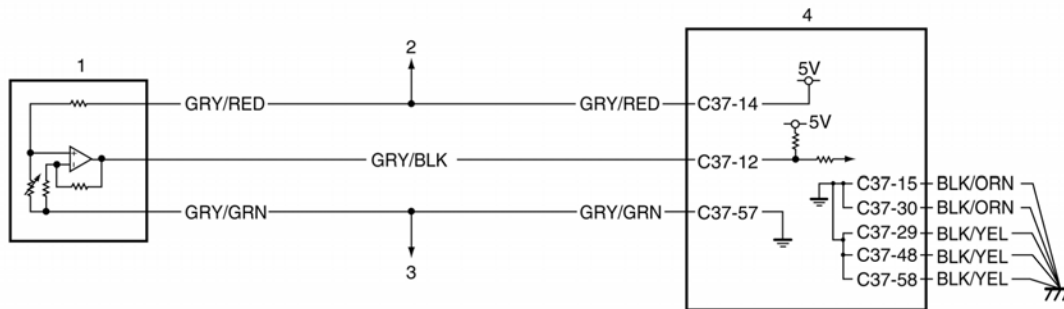 4
2
1
5V
GRY/RED GRY/RED C37-14
5V
GRY/BLK C37-12
C37-15 BLK/ORN
GRY/GRN GRY/GRN C37-57
C37-30 BLK/ORN
C37-29 BLK/YEL
C37-48 BLK/YEL
3
C37-58 BLK/YEL